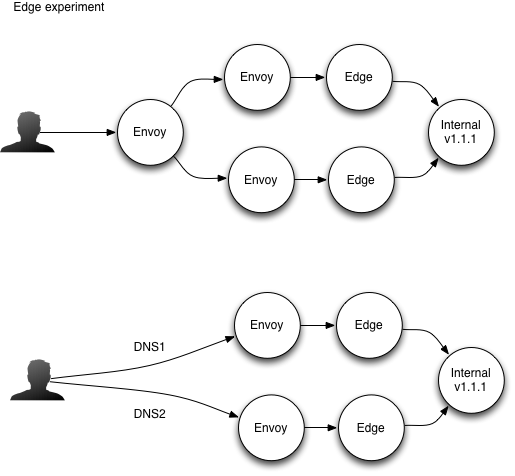 Edge experiment
Envoy
Edge
Envoy
Internal
v1.1.1
Envoy
Edge
Envoy
Edge
DNS1
Internal
v1.1.1
DNS2
Envoy
Edge